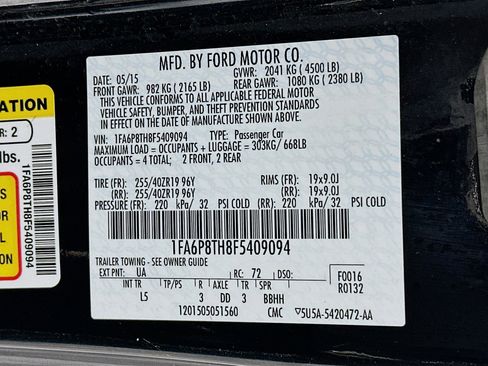 MFD. BY FORD MOTOR CO.
DATE: 05/15 GVWR: 2041 KG ( 4500 LB)
FRONT GAWR: 982 KG ( 2165 LB) REAR GAWR: 1080 KG ( 2380 LB)
THIS VEHICLE CONFORMS TO ALL APPLICABLE FEDERAL MOTOR
VEHICLE SAFETY, BUMPER, AND THEFT PREVENTION STANDARDS
IN EFFECT ON THE DATE OF MANUFACTURE SHOWN ABOVE.
VIN: 1FA6P8TH8F5409094 TYPE: Passenger Car
MAXIMUM LOAD = OCCUPANTS + LUGGAGE = 303KG/ 668LB
OCCUPANTS = 4 TOTAL; 2 FRONT, 2 REAR
TIRE (FR): 255/40ZR19 96Y RIMS (FR): 19x9.0J
(RR): 255/40ZR19 96Y (RR): 19x9.0J
PRESSURE (FR): 220 kPa/ 32 PSI COLD (RR): 220 kPa/ 32 PSI COLD
1FA6P8TH8F5409094
TRAILER TOWING - SEE OWNER GUIDE
EXT PNT: UA RC: 72 DSO:
INT TR TP/PS R AXLE TR SPR
L5 3 DD 3 BBHH
F0016
R0132
1201505051560 CMC ▽5U5A-5420472-AA
ATION
R: 2
lbs.
1FA6P8TH8F5409094